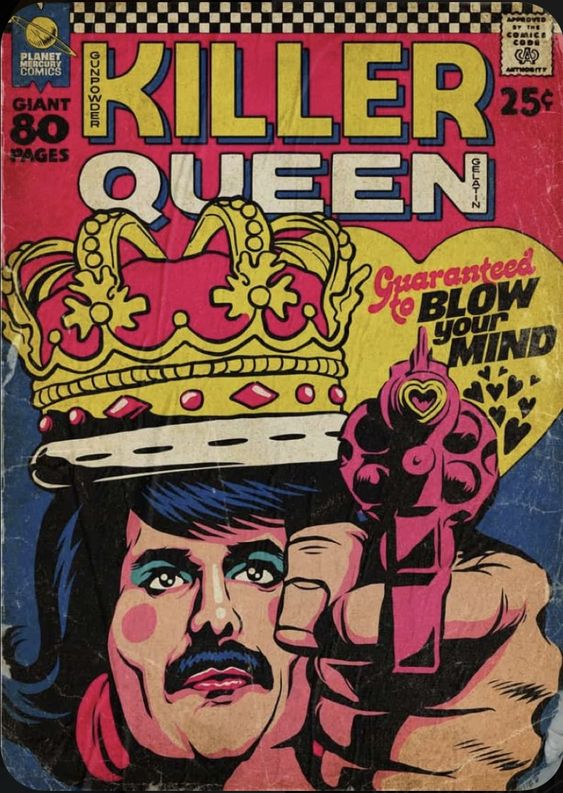 PLANET
MERCURY
COMICS
GIANT
80
PAGES
GUNPOWDER
KILLER
QUEEN
GELATIN
APPROVED
BY THE
COMICS
CODE
CA
AUTHORITY
25¢
Guaranteed
to BLOW
your
MIND